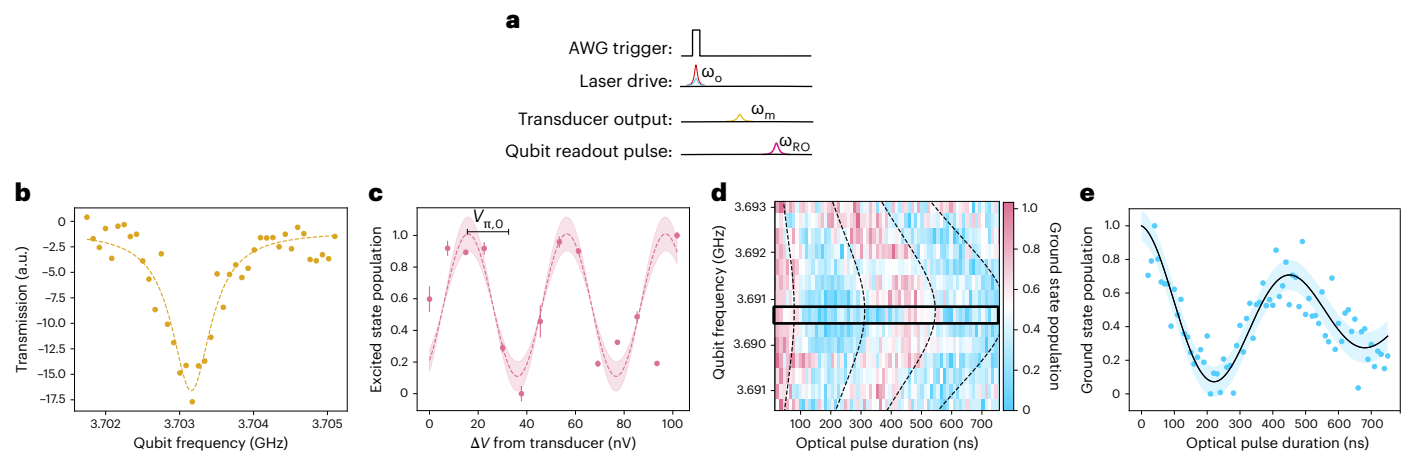 a
AWG trigger:
Laser drive:
ωo
Transducer output:
ωm
Qubit readout pulse:
ωRO
b
Transmission (a.u.)
0
–2.5
–5.0
–7.5
–10.0
–12.5
–15.0
–17.5
3.702
3.703
3.704
3.705
Qubit frequency (GHz)
c
Excited state population
1.0
0.8
0.6
0.4
0.2
0
Vπ,0
0
20
40
60
80
100
ΔV from transducer (nV)
d
Qubit frequency (GHz)
3.693
3.692
3.691
3.690
3.691
100
200
300
400
500
600
700
Optical pulse duration (ns)
1.0
0.8
0.6
0.4
0.2
0
Ground state population
e
Ground state population
1.0
0.8
0.6
0.4
0.2
0
0
100
200
300
400
500
600
700
Optical pulse duration (ns)